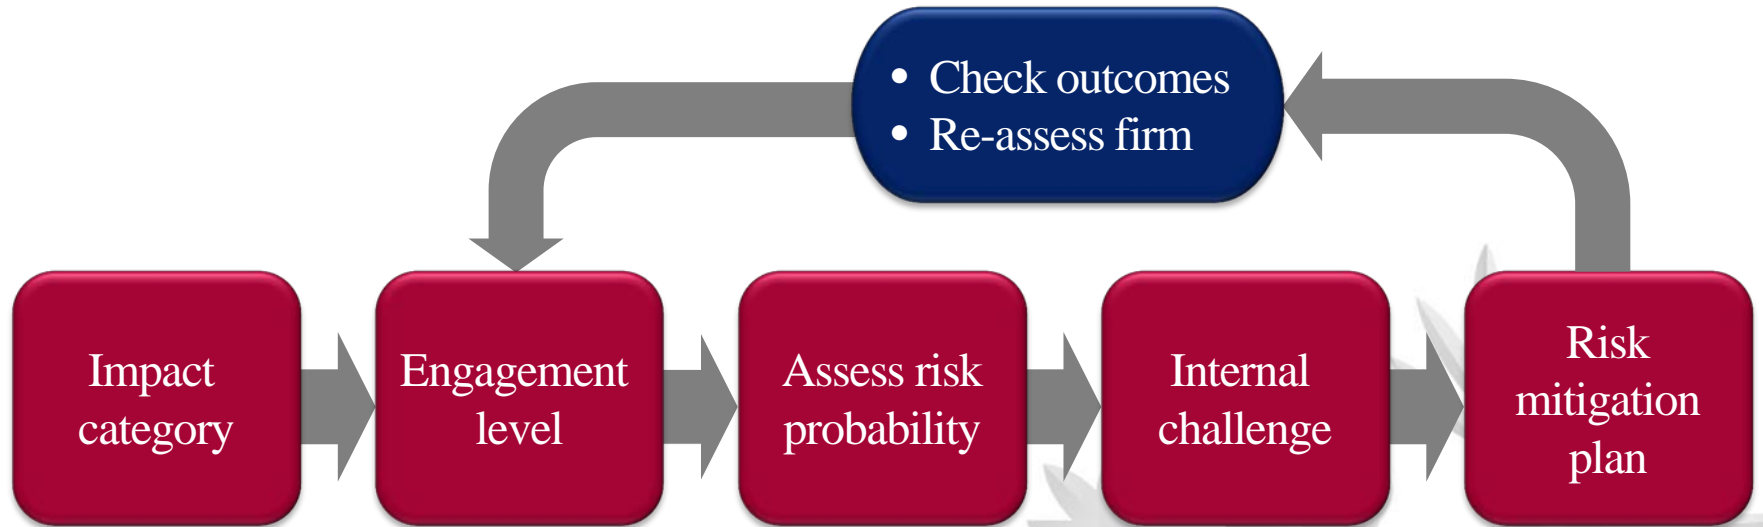 • Check outcomes
• Re-assess firm
Impact
category
Engagement
level
Assess risk
probability
Internal
challenge
Risk
mitigation
plan